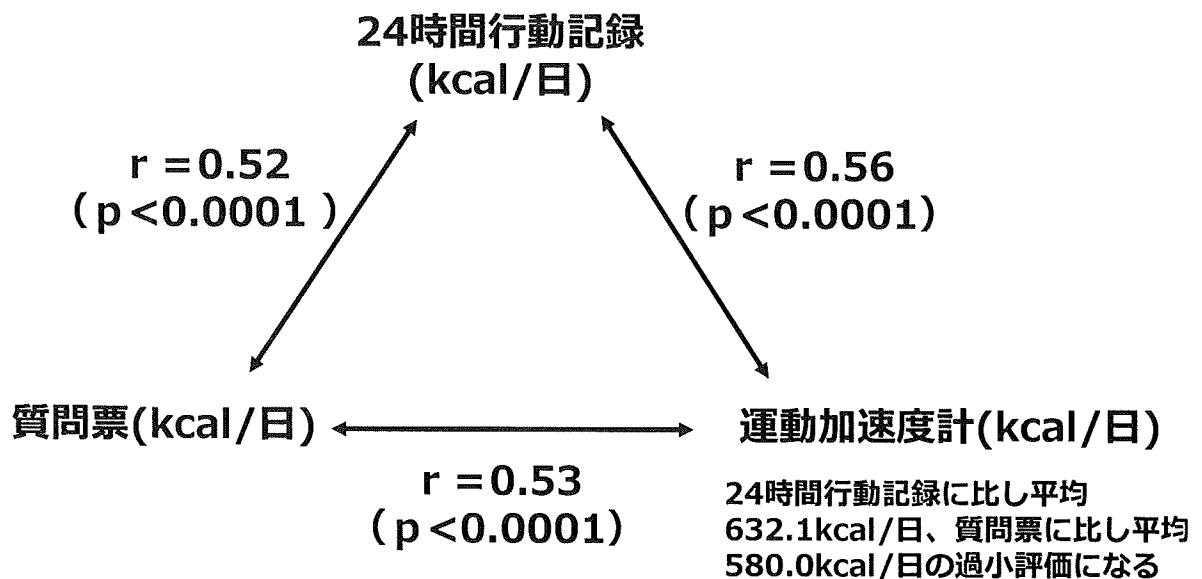 24時間行動記録
(kcal/日)
r =0.52
（p<0.0001 ）
r =0.56
（p<0.0001）
質問票(kcal/日)
運動加速度計(kcal/日)
r =0.53
（p<0.0001）
24時間行動記録に比し平均
632.1kcal/日、質問票に比し平均
580.0kcal/日の過小評価になる